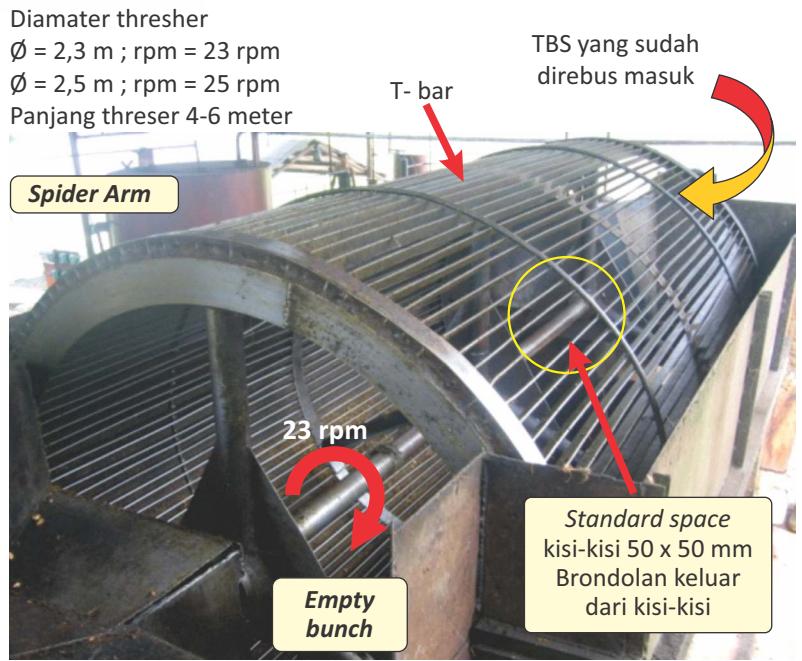 Diamater thresher
Ø = 2,3 m ; rpm = 23 rpm
Ø = 2,5 m ; rpm = 25 rpm
Panjang threser 4-6 meter
TBS yang sudah
direbus masuk
T- bar
Spider Arm
23 rpm
Standard space
kisi-kisi 50 x 50 mm
Brondolan keluar
dari kisi-kisi
Empty
bunch